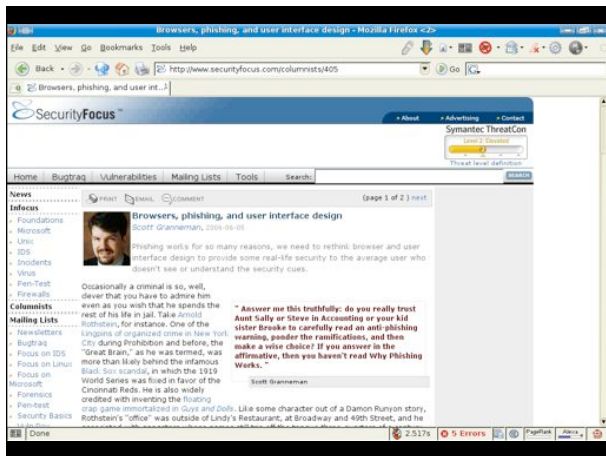 Browsers, phishing, and user interface design - Mozilla Firefox <2>
File Edit View Go Bookmarks Tools Help
Back http://www.securityfocus.com/columnists/405 Go
Browsers, phishing, and user int...
SecurityFocus™
About Advertising Contact
Symantec ThreatCon
Level 2: Elevated
Threat level definition
Home Bugtraq Vulnerabilities Mailing Lists Tools Search: SEARCH
News
Infocus
Foundations
Microsoft
Unix
IDS
Incidents
Virus
Pen-Test
Firewalls
Columnists
Mailing Lists
Newsletters
Bugtraq
Focus on IDS
Focus on Linux
Focus on
Microsoft
Forensics
Pen-test
Security Basics
PRINT EMAIL COMMENT (page 1 of 2 ) next
Browsers, phishing, and user interface design
Scott Granneman, 2006-06-05
Phishing works for so many reasons, we need to rethink browser and user
interface design to provide some real-life security to the average user who
doesn't see or understand the security cues.
Occasionally a criminal is so, well,
clever that you have to admire him
even as you wish that he spends the
rest of his life in jail. Take Arnold
Rothstein, for instance. One of the
kingpins of organized crime in New York
City during Prohibition and before, the
"Great Brain," as he was termed, was
more than likely behind the infamous
Black Sox scandal, in which the 1919
World Series was fixed in favor of the
Cincinnati Reds. He is also widely
credited with inventing the floating
crap game immortalized in Guys and Dolls. Like some character out of a Damon Runyon story,
Rothstein's "office" was outside of Lindy's Restaurant, at Broadway and 49th Street, and he
" Answer me this truthfully: do you really trust
Aunt Sally or Steve in Accounting or your kid
sister Brooke to carefully read an anti-phishing
warning, ponder the ramifications, and then
make a wise choice? If you answer in the
affirmative, then you haven't read Why Phishing
Works. "
Scott Granneman
Done 2.517s 5 Errors PageRank Alexa